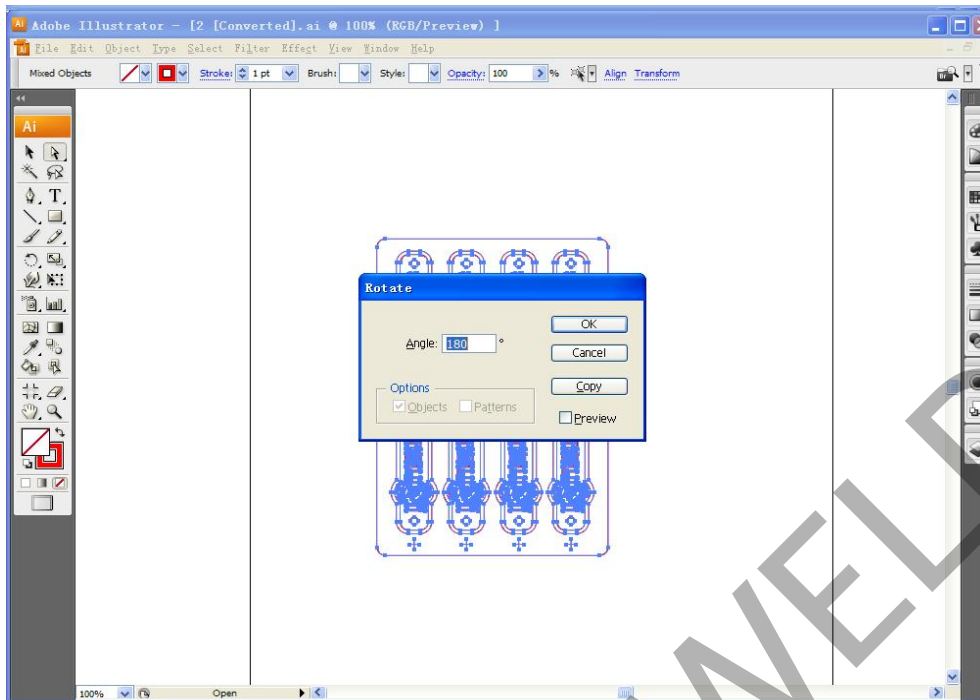 Adobe Illustrator - [2 [Converted].ai @ 100% (RGB/Preview) ]
File Edit Object Type Select Filter Effect View Window Help
Mixed Objects Stroke: 1 pt Brush: Style: Opacity: 100 % Align Transform
Ai
T
Rotate
Angle: 180 °
OK
Cancel
Options
Objects Patterns
Copy
Preview
100% Open